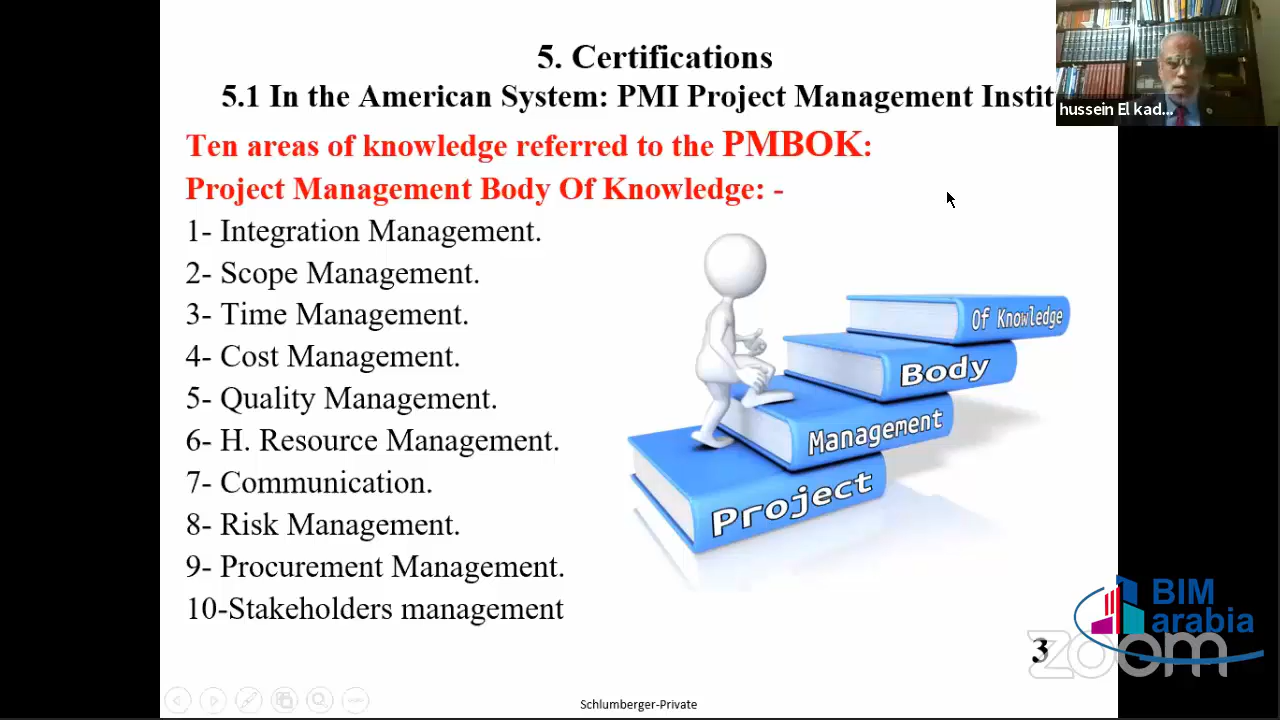 5. Certifications
5.1 In the American System: PMI Project Management Instit
hussein El kad...
Ten areas of knowledge referred to the PMBOK:
Project Management Body Of Knowledge: -
1- Integration Management.
2- Scope Management.
3- Time Management.
4- Cost Management.
5- Quality Management.
6- H. Resource Management.
7- Communication.
8- Risk Management.
9- Procurement Management.
10-Stakeholders management
Of Knowledge
Body
Management
Project
BIM
arabia
zoom
3
Schlumberger-Private